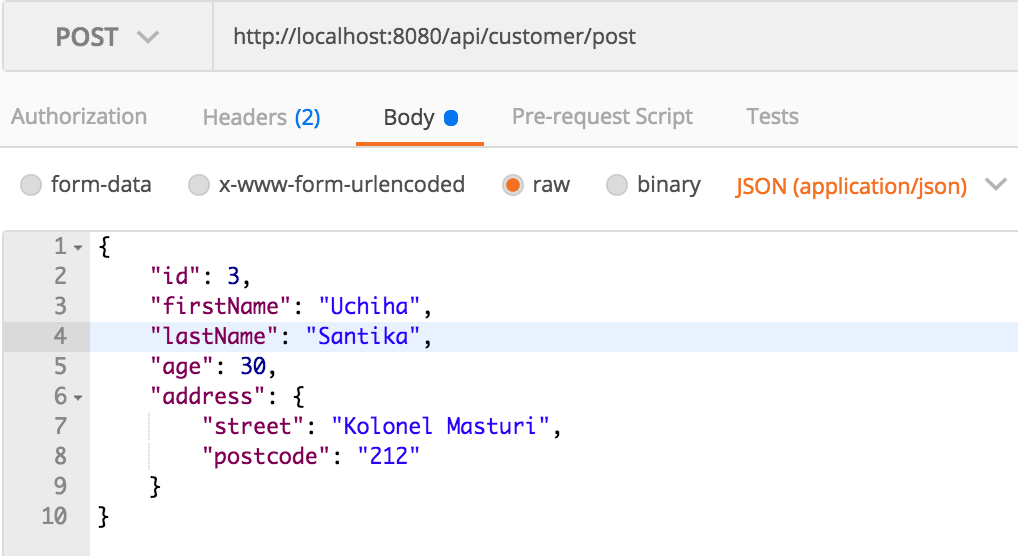 POST http://localhost:8080/api/customer/post
Authorization Headers (2) Body Pre-request Script Tests
form-data x-www-form-urlencoded raw binary JSON (application/json)
1 {
2 "id": 3,
3 "firstName": "Uchiha",
4 "lastName": "Santika",
5 "age": 30,
6 "address": {
7 "street": "Kolonel Masturi",
8 "postcode": "212"
9 }
10 }